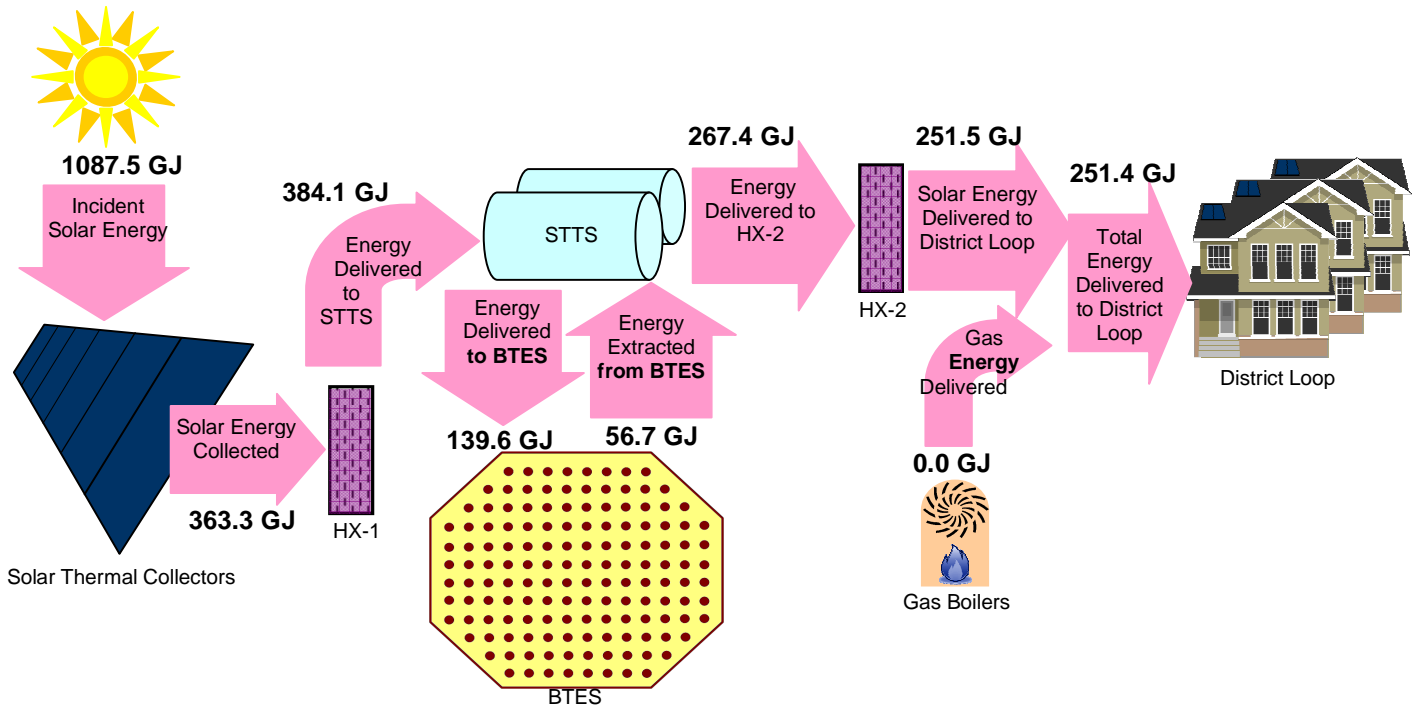 1087.5 GJ
Incident
Solar Energy
384.1 GJ
Energy
Delivered
to
STTS
STTS
267.4 GJ
Energy
Delivered to
HX-2
251.5 GJ
Solar Energy
Delivered to
District Loop
HX-2
251.4 GJ
Total
Energy
Delivered
to District
Loop
District Loop
Energy
Delivered
to BTES
Energy
Extracted
from BTES
Gas
Energy
Delivered
0.0 GJ
Gas Boilers
Solar Energy
Collected
363.3 GJ
HX-1
Solar Thermal Collectors
139.6 GJ
56.7 GJ
BTES